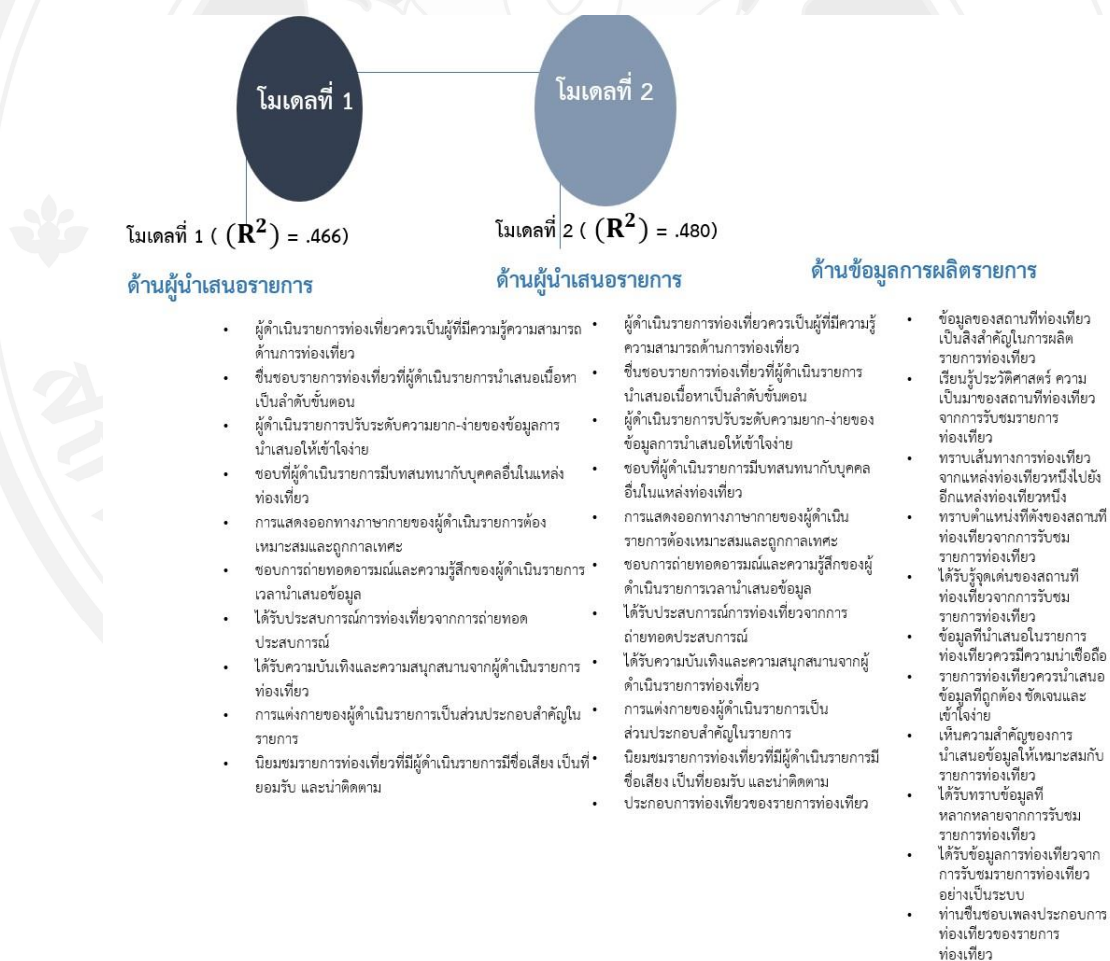 โมเดลที่ 1
โมเดลที่ 2
โมเดลที่ 1 ( (R²) = .466)
โมเดลที่ 2 ( (R²) = .480)
ด้านผู้นำเสนอรายการ
• ผู้ดำเนินรายการท่องเที่ยวควรเป็นผู้ที่มีความรู้ความสามารถ
ด้านการท่องเที่ยว
• ชื่นชอบรายการท่องเที่ยวที่ผู้ดำเนินรายการนำเสนอเนื้อหา
เป็นลำดับขั้นตอน
• ผู้ดำเนินรายการปรับระดับความยาก-ง่ายของข้อมูลการ
นำเสนอให้เข้าใจง่าย
• ชอบที่ผู้ดำเนินรายการมีบทสนทนากับบุคคลอื่นในแหล่ง
ท่องเที่ยว
• การแสดงออกทางภาษากายของผู้ดำเนินรายการต้อง
เหมาะสมและถูกกาลเทศะ
• ชอบการถ่ายทอดอารมณ์และความรู้สึกของผู้ดำเนินรายการ
เวลานำเสนอข้อมูล
• ได้รับประสบการณ์การท่องเที่ยวจากการถ่ายทอด
ประสบการณ์
• ได้รับความบันเทิงและความสนุกสนานจากผู้ดำเนินรายการ
ท่องเที่ยว
• การแต่งกายของผู้ดำเนินรายการเป็นส่วนประกอบสำคัญใน
รายการ
• นิยมชมรายการท่องเที่ยวที่มีผู้ดำเนินรายการมีชื่อเสียง เป็นที่
ยอมรับ และน่าติดตาม
ด้านผู้นำเสนอรายการ
• ผู้ดำเนินรายการท่องเที่ยวควรเป็นผู้ที่มีความรู้
ความสามารถด้านการท่องเที่ยว
• ชื่นชอบรายการท่องเที่ยวที่ผู้ดำเนินรายการ
นำเสนอเนื้อหาเป็นลำดับขั้นตอน
• ผู้ดำเนินรายการปรับระดับความยาก-ง่ายของ
ข้อมูลการนำเสนอให้เข้าใจง่าย
• ชอบที่ผู้ดำเนินรายการมีบทสนทนากับบุคคล
อื่นในแหล่งท่องเที่ยว
• การแสดงออกทางภาษากายของผู้ดำเนิน
รายการต้องเหมาะสมและถูกกาลเทศะ
• ชอบการถ่ายทอดอารมณ์และความรู้สึกของผู้
ดำเนินรายการเวลานำเสนอข้อมูล
• ได้รับประสบการณ์การท่องเที่ยวจากการ
ถ่ายทอดประสบการณ์
• ได้รับความบันเทิงและความสนุกสนานจากผู้
ดำเนินรายการท่องเที่ยว
• การแต่งกายของผู้ดำเนินรายการเป็น
ส่วนประกอบสำคัญในรายการ
• นิยมชมรายการท่องเที่ยวที่มีผู้ดำเนินรายการมี
ชื่อเสียง เป็นที่ยอมรับ และน่าติดตาม
• ประกอบการท่องเที่ยวของรายการท่องเที่ยว
ด้านข้อมูลการผลิตรายการ
• ข้อมูลของสถานที่ท่องเที่ยว
เป็นสิ่งสำคัญในการผลิต
รายการท่องเที่ยว
• เรียนรู้ประวัติศาสตร์ ความ
เป็นมาของสถานที่ท่องเที่ยว
จากการรับชมรายการ
ท่องเที่ยว
• ทราบเส้นทางการท่องเที่ยว
จากแหล่งท่องเที่ยวหนึ่งไปยัง
อีกแหล่งท่องเที่ยวหนึ่ง
• ทราบตำแหน่งที่ตั้งของสถานที่
ท่องเที่ยวจากการรับชม
รายการท่องเที่ยว
• ได้รับรู้จุดเด่นของสถานที่
ท่องเที่ยวจากการรับชม
รายการท่องเที่ยว
• ข้อมูลที่นำเสนอในรายการ
ท่องเที่ยวควรมีความน่าเชื่อถือ
• รายการท่องเที่ยวควรนำเสนอ
ข้อมูลที่ถูกต้อง ชัดเจนและ
เข้าใจง่าย
• เห็นความสำคัญของการ
นำเสนอข้อมูลให้เหมาะสมกับ
รายการท่องเที่ยว
• ได้รับทราบข้อมูลที่
หลากหลายจากการรับชม
รายการท่องเที่ยว
• ได้รับข้อมูลการท่องเที่ยวจาก
การรับชมรายการท่องเที่ยว
อย่างเป็นระบบ
• ท่านชื่นชอบเพลงประกอบการ
ท่องเที่ยวของรายการ
ท่องเที่ยว